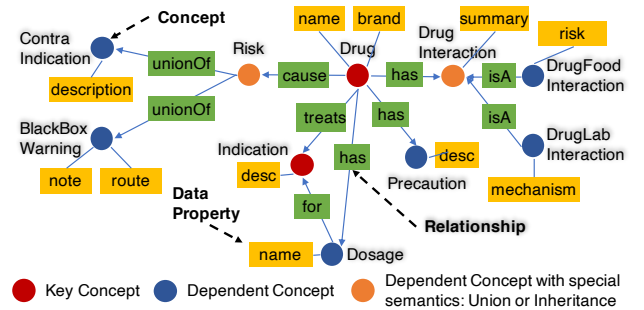 Concept
name
brand
summary
Contra
Indication
unionOf
Risk
Drug
Drug
Interaction
risk
description
cause
has
isA
DrugFood
Interaction
unionOf
BlackBox
Warning
treats
has
isA
DrugLab
Interaction
note
route
Indication
desc
has
desc
Precaution
mechanism
Data
Property
for
Relationship
name
Dosage
Key Concept
Dependent Concept
Dependent Concept with special
semantics: Union or Inheritance